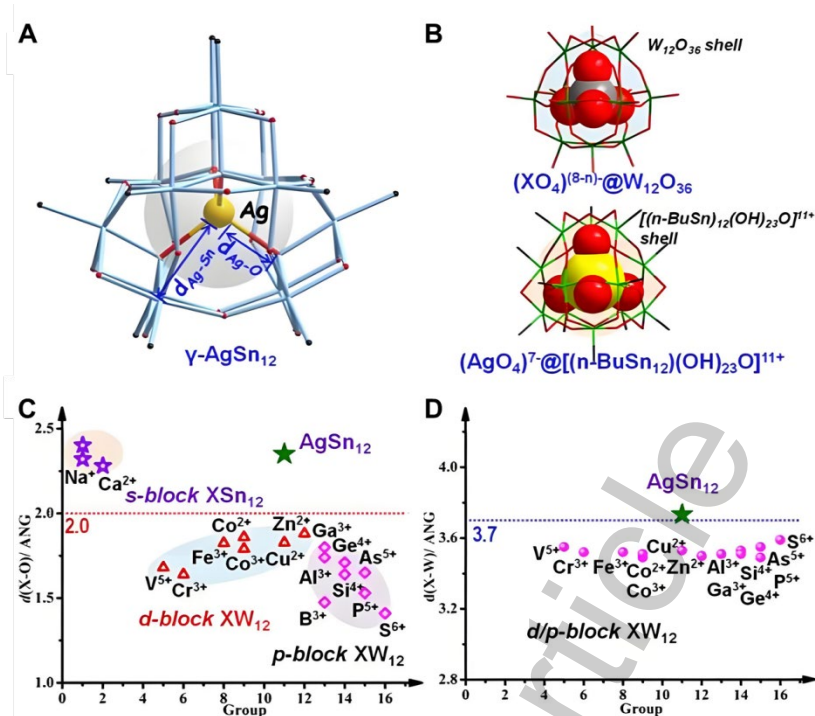 A
Ag
dAg-Sn
dAg-O
γ-AgSn₁₂
B
W₁₂O₃₆ shell
(XO₄)⁽⁸⁻ⁿ⁾⁻@W₁₂O₃₆
[(n-BuSn)₁₂(OH)₂₃O]¹¹⁺
shell
(AgO₄)⁷⁻@[(n-BuSn₁₂)(OH)₂₃O]¹¹⁺
C
d(X-O)/ ANG
2.5
2.0
1.5
1.0
AgSn₁₂
Na⁺
Ca²⁺
s-block XSn₁₂
2.0
Co²⁺
Zn²⁺
Ga³⁺
Ge⁴⁺
As⁵⁺
Fe³⁺
Co³⁺
Cu²⁺
V⁵⁺
Cr³⁺
Al³⁺
Si⁴⁺
P⁵⁺
B³⁺
S⁶⁺
d-block XW₁₂
p-block XW₁₂
0 2 4 6 8 10 12 14 16
Group
D
d(X-W)/ ANG
4.0
3.6
3.2
2.8
AgSn₁₂
3.7
S⁶⁺
Cu²⁺
As⁵⁺
V⁵⁺
Cr³⁺
Fe³⁺
Co²⁺
Zn²⁺
Al³⁺
Si⁴⁺
Co³⁺
Ga³⁺
P⁵⁺
Ge⁴⁺
d/p-block XW₁₂
0 2 4 6 8 10 12 14 16
Group